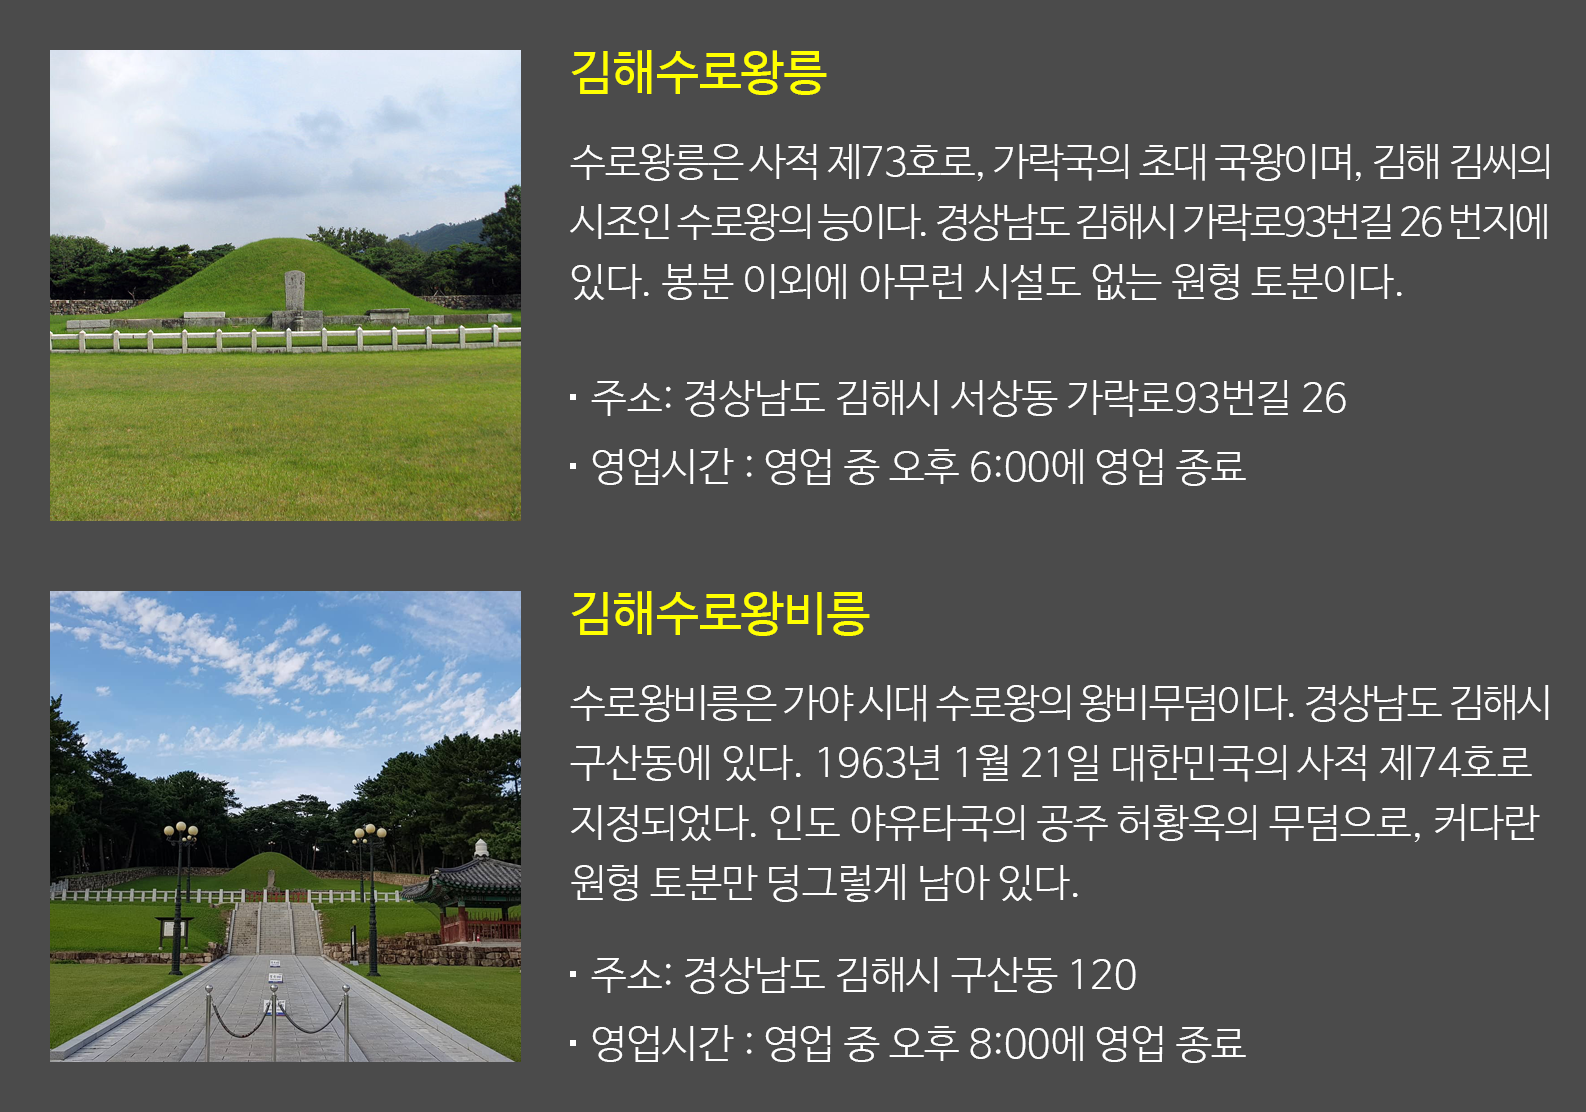 김해수로왕릉
수로왕릉은 사적 제73호로, 가락국의 초대 국왕이며, 김해 김씨의
시조인 수로왕의 능이다. 경상남도 김해시 가락로93번길 26 번지에
있다. 봉분 이외에 아무런 시설도 없는 원형 토분이다.
· 주소: 경상남도 김해시 서상동 가락로93번길 26
· 영업시간 : 영업 중 오후 6:00에 영업 종료
김해수로왕비릉
수로왕비릉은 가야 시대 수로왕의 왕비무덤이다. 경상남도 김해시
구산동에 있다. 1963년 1월 21일 대한민국의 사적 제74호로
지정되었다. 인도 야유타국의 공주 허황옥의 무덤으로, 커다란
원형 토분만 덩그렇게 남아 있다.
· 주소: 경상남도 김해시 구산동 120
· 영업시간 : 영업 중 오후 8:00에 영업 종료